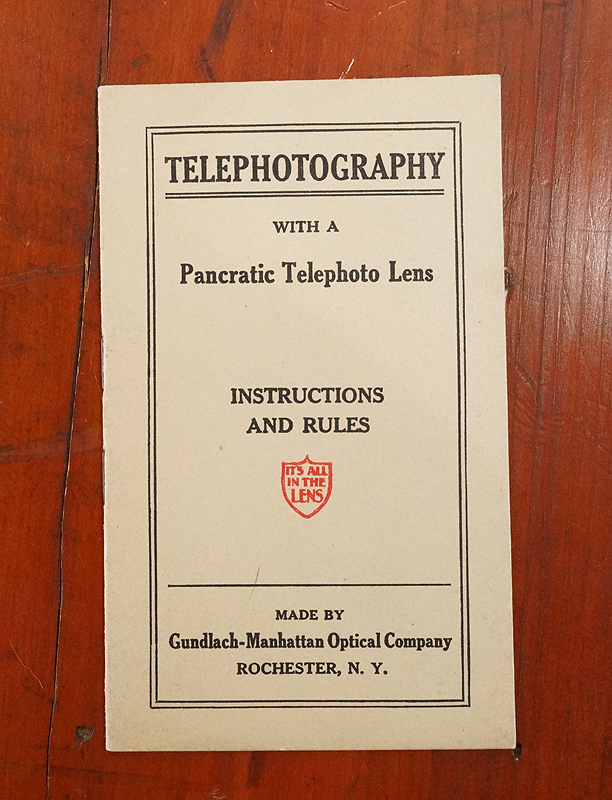 TELEPHOTOGRAPHY
WITH A
Pancratic Telephoto Lens
INSTRUCTIONS
AND RULES
IT'S ALL
IN THE
LENS
MADE BY
Gundlach-Manhattan Optical Company
ROCHESTER, N. Y.